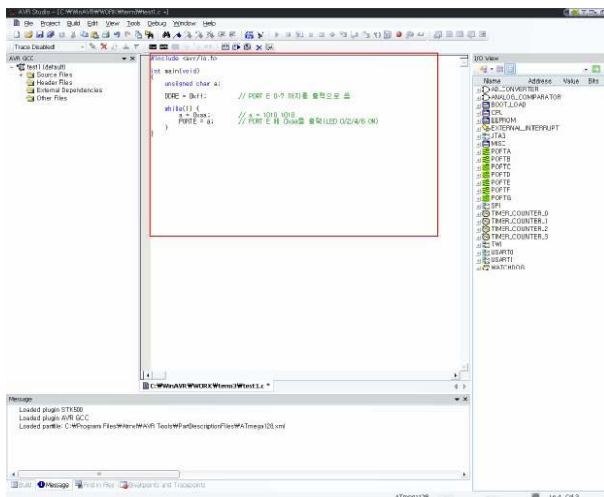 AVR Studio - [C:\WinAVR\WORK\term3\test1.c *]
File Project Build Edit View Tools Debug Window Help
Trace Disabled
AVR GCC
test1 (default)
Source Files
Header Files
External Dependencies
Other Files
#include <avr/io.h>
int main(void)
{
unsigned char a;
DDRE = 0xff; // PORT E 0-7 까지를 출력으로 씀
while(1) {
a = 0xaa; // a = 1010 1010
PORTE = a; // PORT E 에 0xaa를 출력(LED 0/2/4/6 ON)
}
}
C:\WinAVR\WORK\term3\test1.c *
I/O View
Name Address Value Bits
AD_CONVERTER
ANALOG_COMPARATOR
BOOT_LOAD
CPU
EEPROM
EXTERNAL_INTERRUPT
JTAG
MISC
PORTA
PORTB
PORTC
PORTD
PORTE
PORTF
PORTG
SPI
TIMER_COUNTER_0
TIMER_COUNTER_1
TIMER_COUNTER_2
TIMER_COUNTER_3
TWI
USART0
USART1
WATCHDOG
Message
Loaded plugin STK500
Loaded plugin AVR GCC
Loaded partfile: C:\Program Files\Atmel\AVR Tools\PartDescriptionFiles\ATmega128.xml
Build Message Find in Files Breakpoints and Tracepoints
ATmega128